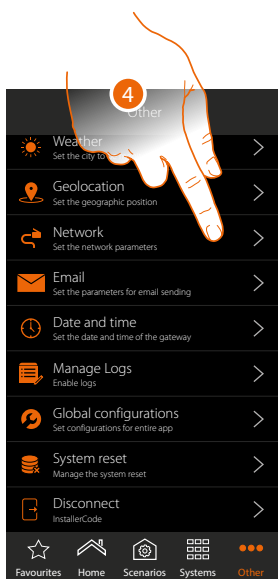 4
Other
Weather
Set the city to
Geolocation
Set the geographic position
Network
Set the network parameters
Email
Set the parameters for email sending
Date and time
Set the date and time of the gateway
Manage Logs
Enable logs
Global configurations
Set configurations for entire app
System reset
Manage the system reset
Disconnect
InstallerCode
Favourites Home Scenarios Systems Other